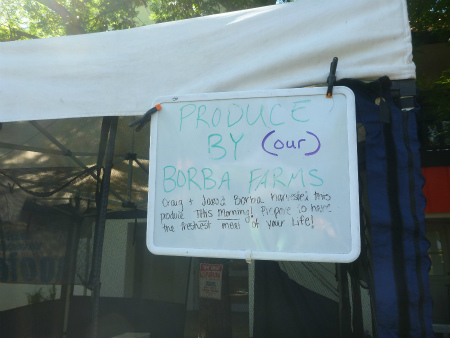 PRODUCE
BY (our)
BORBA FARMS
Craig + Jared Borba harvested this
produce THIS Morning! Prepare to have
the freshest meal of your life!